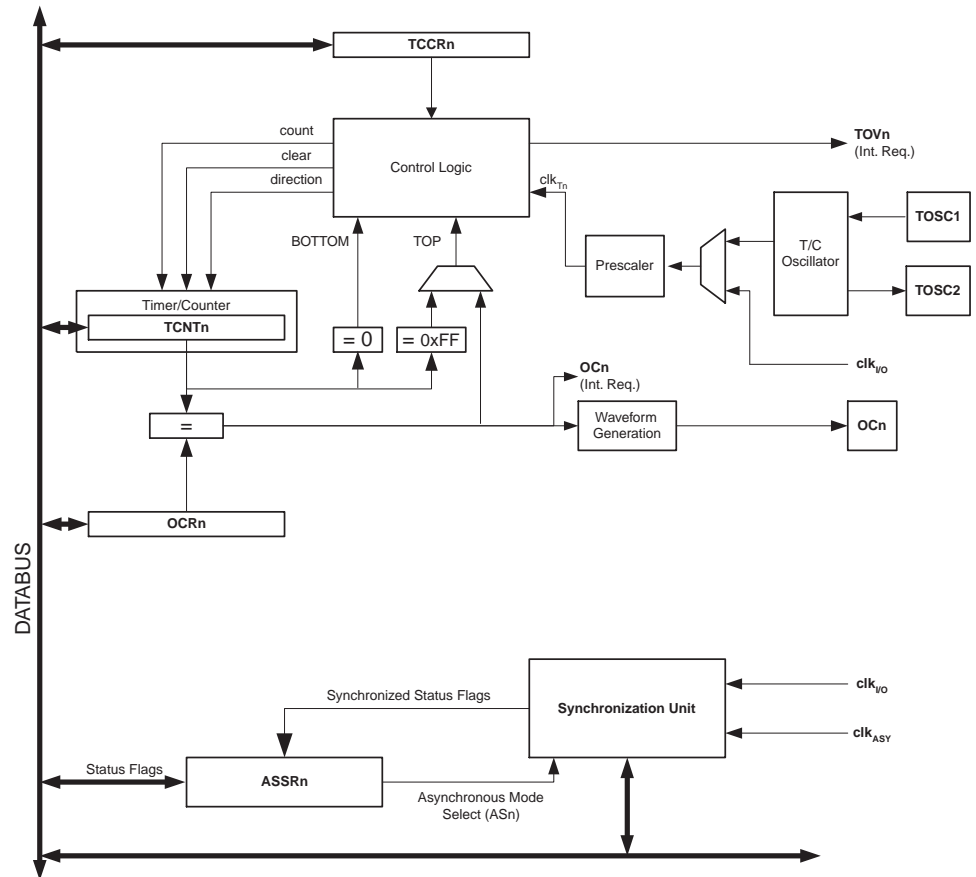 TCCRn
count
clear
direction
Control Logic
TOVn
(Int. Req.)
clkTn
BOTTOM
TOP
TOSC1
T/C
Oscillator
Prescaler
TOSC2
Timer/Counter
TCNTn
= 0
= 0xFF
clkI/O
OCn
(Int. Req.)
=
Waveform
Generation
OCn
OCRn
DATABUS
Synchronized Status Flags
Synchronization Unit
clkI/O
clkASY
Status Flags
ASSRn
Asynchronous Mode
Select (ASn)